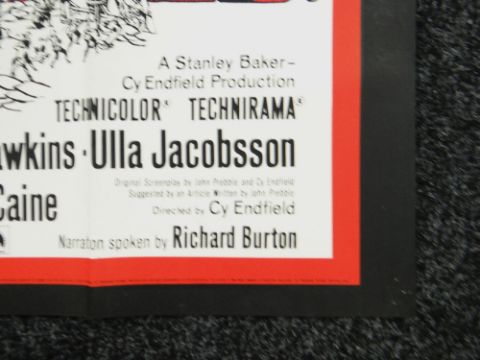 A Stanley Baker–
Cy Endfield Production
TECHNICOLOR® TECHNIRAMA®
awkins · Ulla Jacobsson
Original Screenplay by John Prebble and Cy Endfield
Suggested by an Article Written by John Prebble
Caine
Directed by Cy Endfield
Narration spoken by Richard Burton